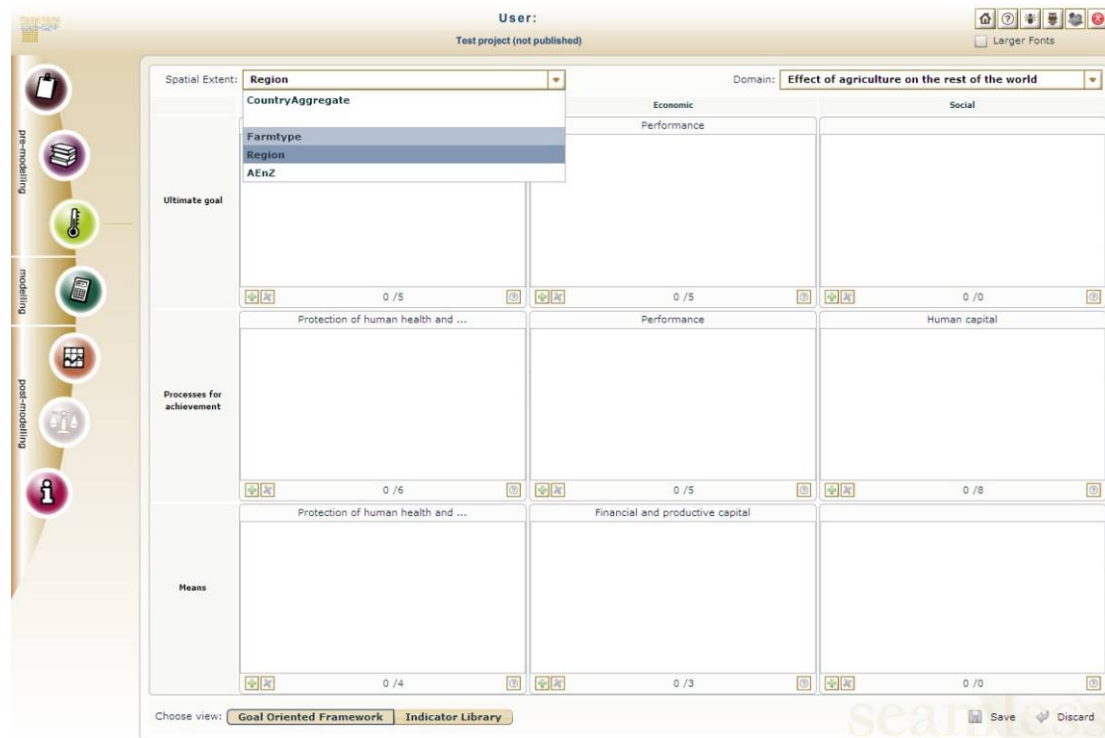 User:
Test project (not published)
Larger Fonts
Spatial Extent: Region
Domain: Effect of agriculture on the rest of the world
CountryAggregate
Farmtype
Region
AEnZ
Economic
Social
Performance
Ultimate goal
0 /5
0 /5
0 /0
Protection of human health and ...
Performance
Human capital
Processes for
achievement
0 /6
0 /5
0 /8
Protection of human health and ...
Financial and productive capital
Means
0 /4
0 /3
0 /0
Choose view: Goal Oriented Framework Indicator Library
Save Discard
seamless
pre-modelling
modelling
post-modelling